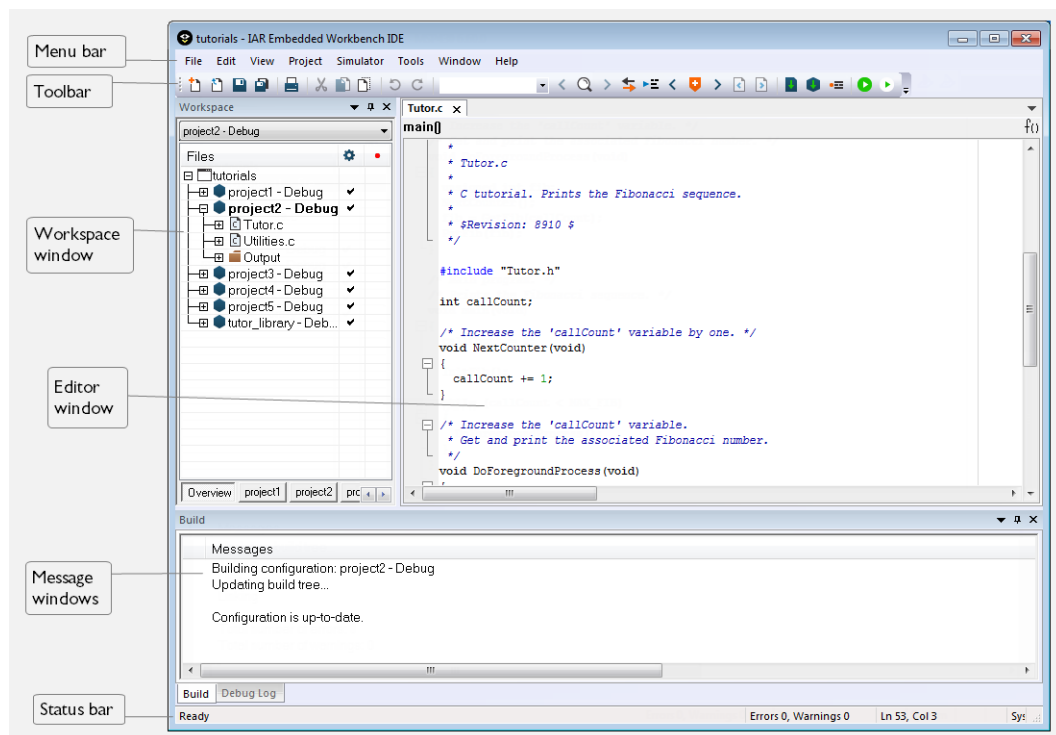 Menu bar
Toolbar
Workspace
window
Editor
window
Message
windows
Status bar
tutorials - IAR Embedded Workbench IDE
File Edit View Project Simulator Tools Window Help
Workspace
project2 - Debug
Files
tutorials
project1 - Debug
project2 - Debug
Tutor.c
Utilities.c
Output
project3 - Debug
project4 - Debug
project5 - Debug
tutor_library - Deb...
Overview project1 project2 prc
Tutor.c
main()
f()
*
* Tutor.c
*
* C tutorial. Prints the Fibonacci sequence.
*
* $Revision: 8910 $
*/
#include "Tutor.h"
int callCount;
/* Increase the 'callCount' variable by one. */
void NextCounter(void)
{
callCount += 1;
}
/* Increase the 'callCount' variable.
* Get and print the associated Fibonacci number.
*/
void DoForegroundProcess(void)
Build
Messages
Building configuration: project2 - Debug
Updating build tree...
Configuration is up-to-date.
Build Debug Log
Ready Errors 0, Warnings 0 Ln 53, Col 3